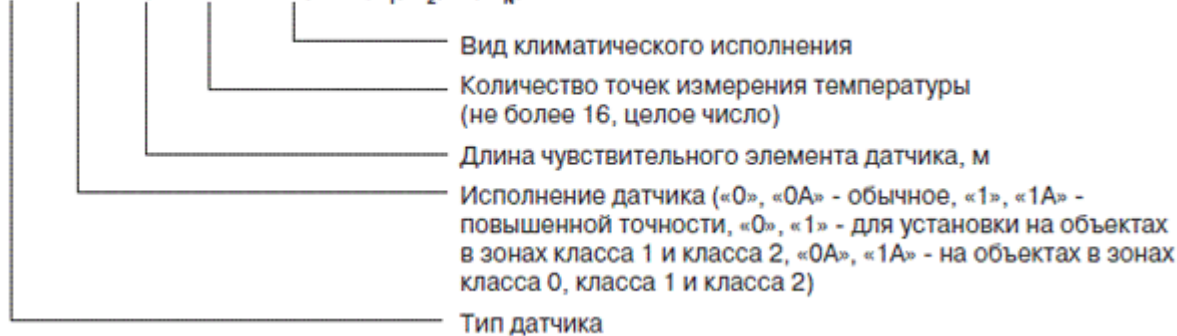 Вид климатического исполнения
Количество точек измерения температуры
(не более 16, целое число)
Длина чувствительного элемента датчика, м
Исполнение датчика («0», «0А» - обычное, «1», «1А» -
повышенной точности, «0», «1» - для установки на объектах
в зонах класса 1 и класса 2, «0А», «1А» - на объектах в зонах
класса 0, класса 1 и класса 2)
Тип датчика